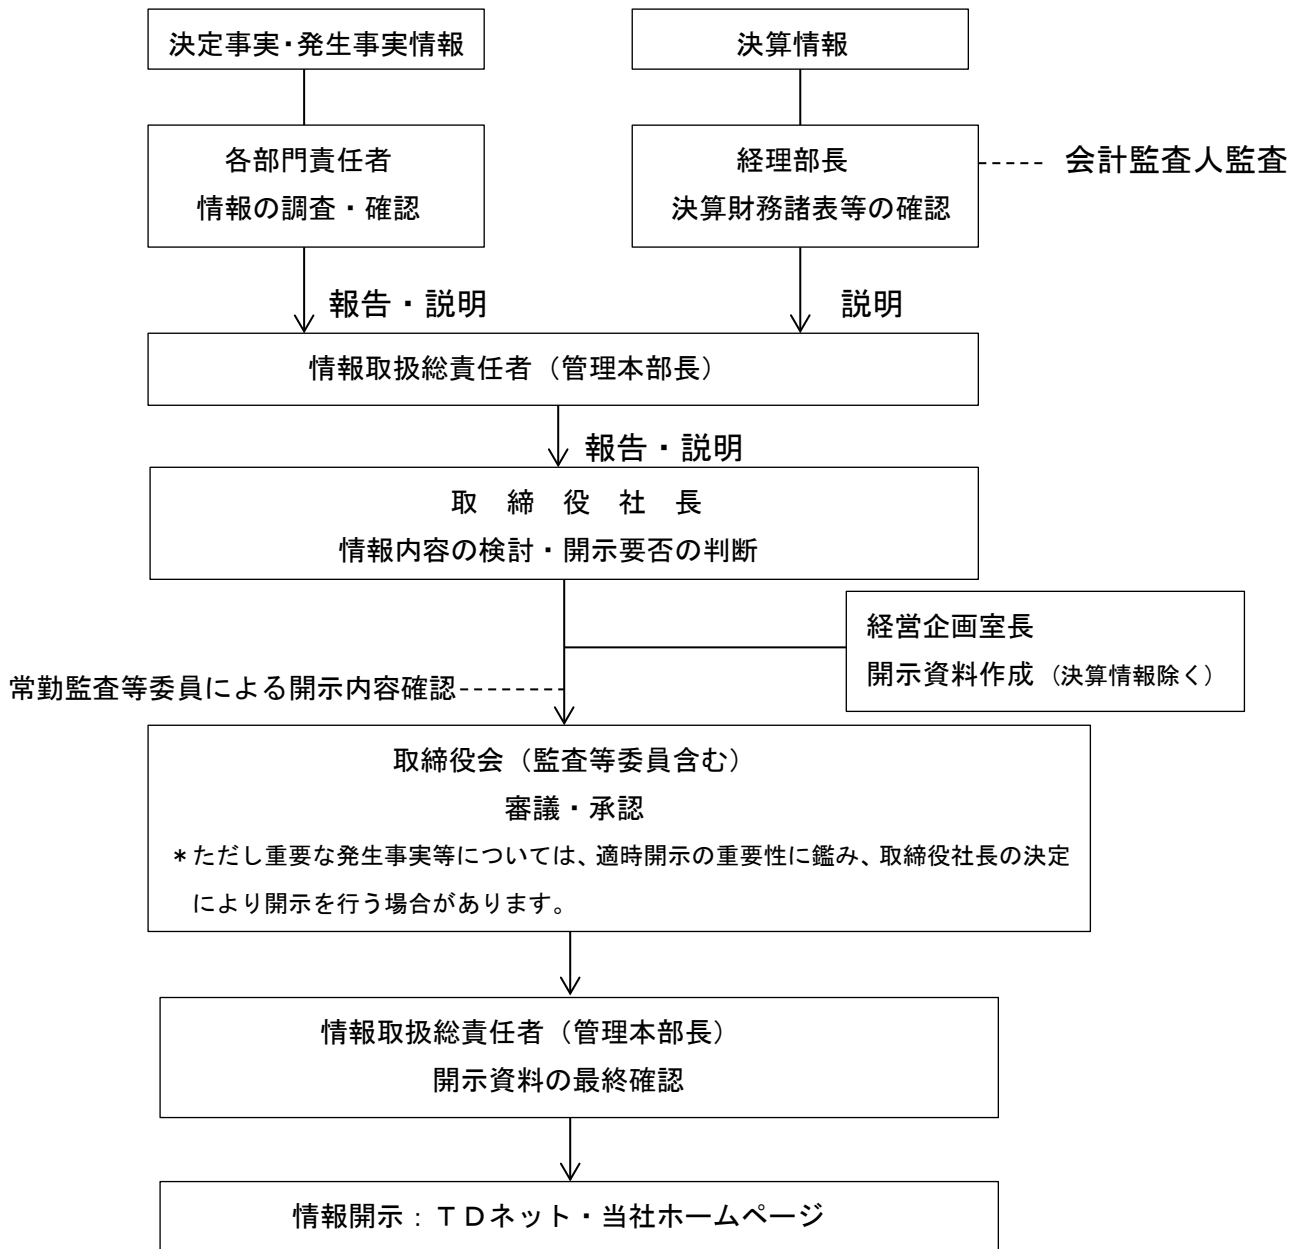 決定事実・発生事実情報
決算情報
各部門責任者
情報の調査・確認
経理部長
決算財務諸表等の確認
会計監査人監査
報告・説明
説明
情報取扱総責任者（管理本部長）
報告・説明
取　締　役　社　長
情報内容の検討・開示要否の判断
経営企画室長
開示資料作成（決算情報除く）
常勤監査等委員による開示内容確認
取締役会（監査等委員含む）
審議・承認
＊ただし重要な発生事実等については、適時開示の重要性に鑑み、取締役社長の決定
により開示を行う場合があります。
情報取扱総責任者（管理本部長）
開示資料の最終確認
情報開示：ＴＤネット・当社ホームページ